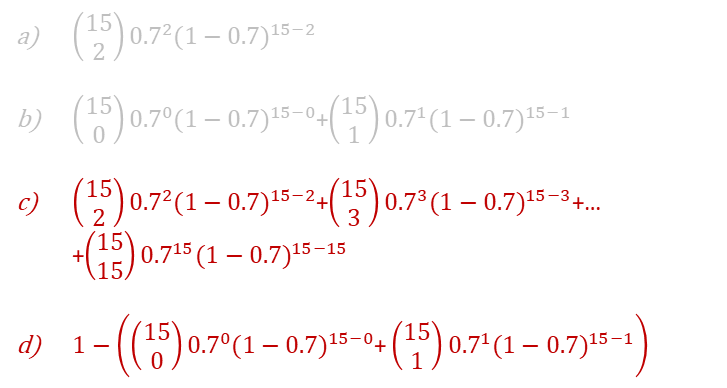 a) (15 2) 0.7²(1 − 0.7)¹⁵⁻²
b) (15 0) 0.7⁰(1 − 0.7)¹⁵⁻⁰+(15 1) 0.7¹(1 − 0.7)¹⁵⁻¹
c) (15 2) 0.7²(1 − 0.7)¹⁵⁻²+(15 3) 0.7³(1 − 0.7)¹⁵⁻³+...
+(15 15) 0.7¹⁵(1 − 0.7)¹⁵⁻¹⁵
d) 1 − ((15 0) 0.7⁰(1 − 0.7)¹⁵⁻⁰+(15 1) 0.7¹(1 − 0.7)¹⁵⁻¹)